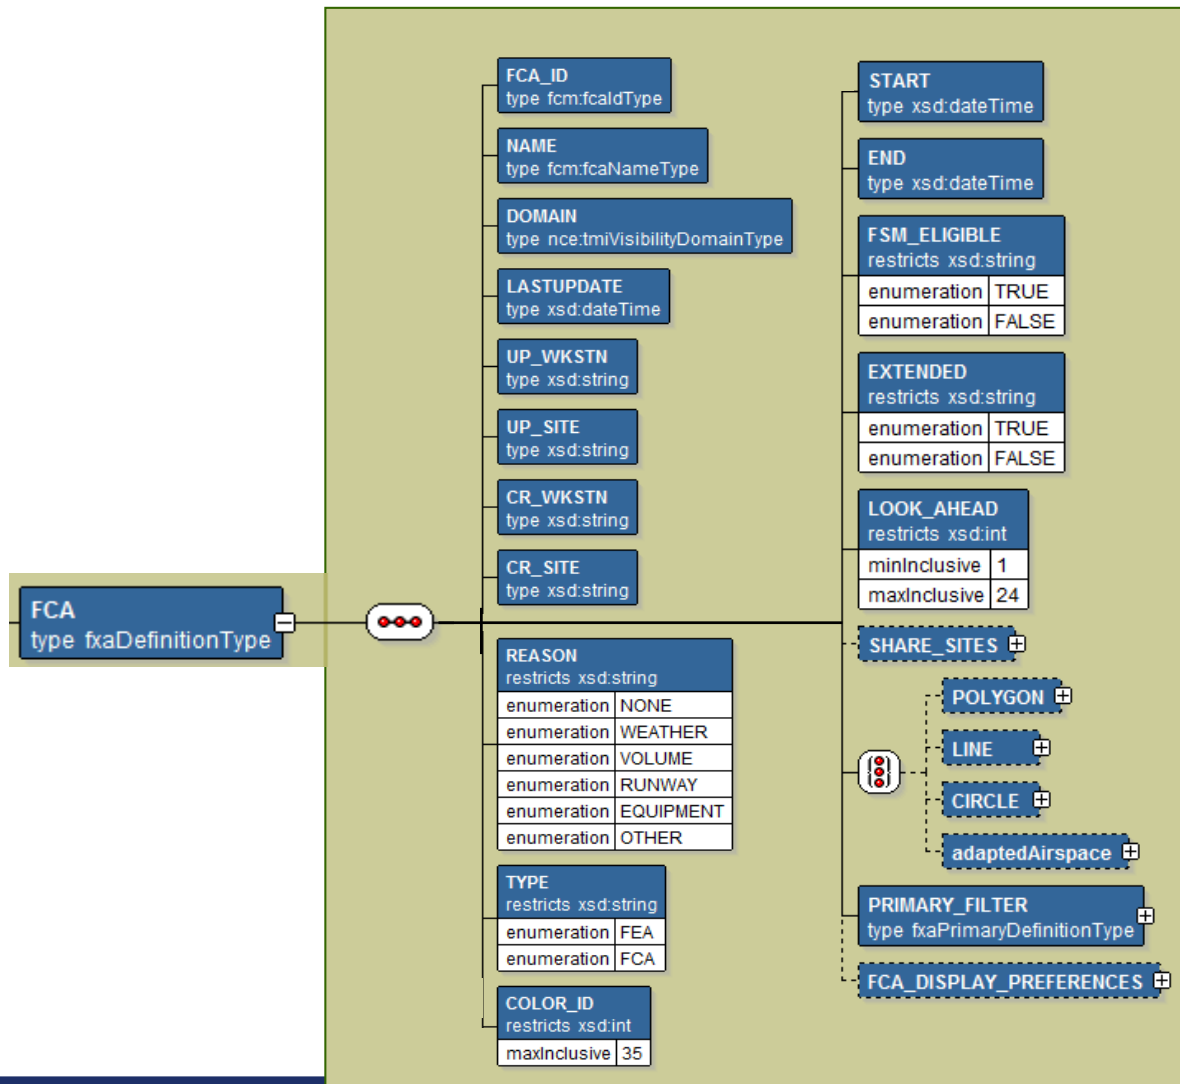 FCA
type fxaDefinitionType
FCA_ID
type fcm:fcaIdType
NAME
type fcm:fcaNameType
DOMAIN
type nce:tmiVisibilityDomainType
LASTUPDATE
type xsd:dateTime
UP_WKSTN
type xsd:string
UP_SITE
type xsd:string
CR_WKSTN
type xsd:string
CR_SITE
type xsd:string
REASON
restricts xsd:string
enumeration NONE
enumeration WEATHER
enumeration VOLUME
enumeration RUNWAY
enumeration EQUIPMENT
enumeration OTHER
TYPE
restricts xsd:string
enumeration FEA
enumeration FCA
COLOR_ID
restricts xsd:int
maxInclusive 35
START
type xsd:dateTime
END
type xsd:dateTime
FSM_ELIGIBLE
restricts xsd:string
enumeration TRUE
enumeration FALSE
EXTENDED
restricts xsd:string
enumeration TRUE
enumeration FALSE
LOOK_AHEAD
restricts xsd:int
minInclusive 1
maxInclusive 24
SHARE_SITES
POLYGON
LINE
CIRCLE
adaptedAirspace
PRIMARY_FILTER
type fxaPrimaryDefinitionType
FCA_DISPLAY_PREFERENCES